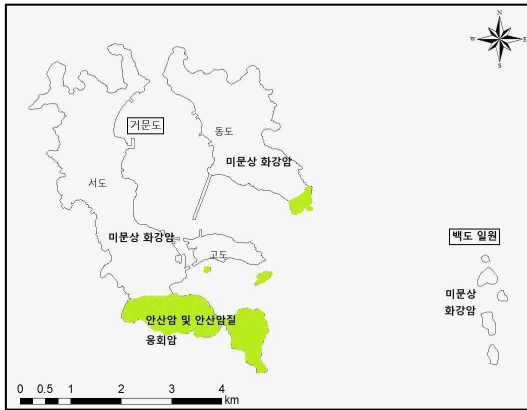 N
W
E
S
거문도
동도
미문상 화강암
서도
미문상 화강암
고도
백도 일원
미문상
화강암
안산암 및 안산암질
응회암
0 0.5 1 2 3 4
km